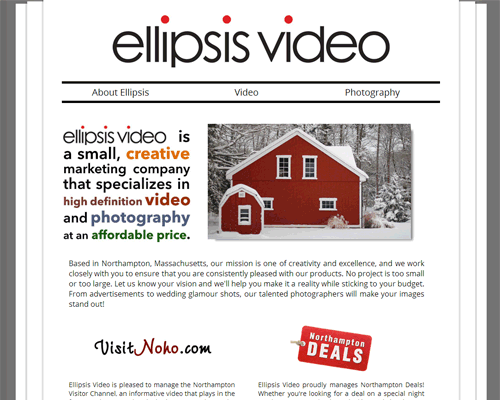 ellipsis video
About Ellipsis Video Photography
ellipsis video is
a small, creative
marketing company
that specializes in
high definition video
and photography
at an affordable price.
Based in Northampton, Massachusetts, our mission is one of creativity and excellence, and we work
closely with you to ensure that you are consistently pleased with our products. No project is too small
or too large. Let us know your vision and we'll help you make it a reality while sticking to your budget.
From advertisements to wedding glamour shots, our talented photographers will make your images
stand out!
VisitNoho.com
Northampton
DEALS
Ellipsis Video is pleased to manage the Northampton
Visitor Channel, an informative video that plays in the
Ellipsis Video proudly manages Northampton Deals!
Whether you're looking for a deal on a special night